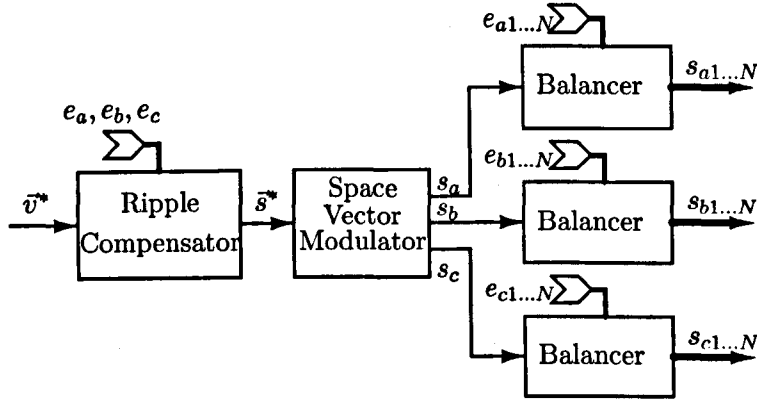 e_a1...N
Balancer
s_a1...N
e_a, e_b, e_c
v⃗*
Ripple
Compensator
s⃗*
Space
Vector
Modulator
s_a
s_b
s_c
e_b1...N
Balancer
s_b1...N
e_c1...N
Balancer
s_c1...N